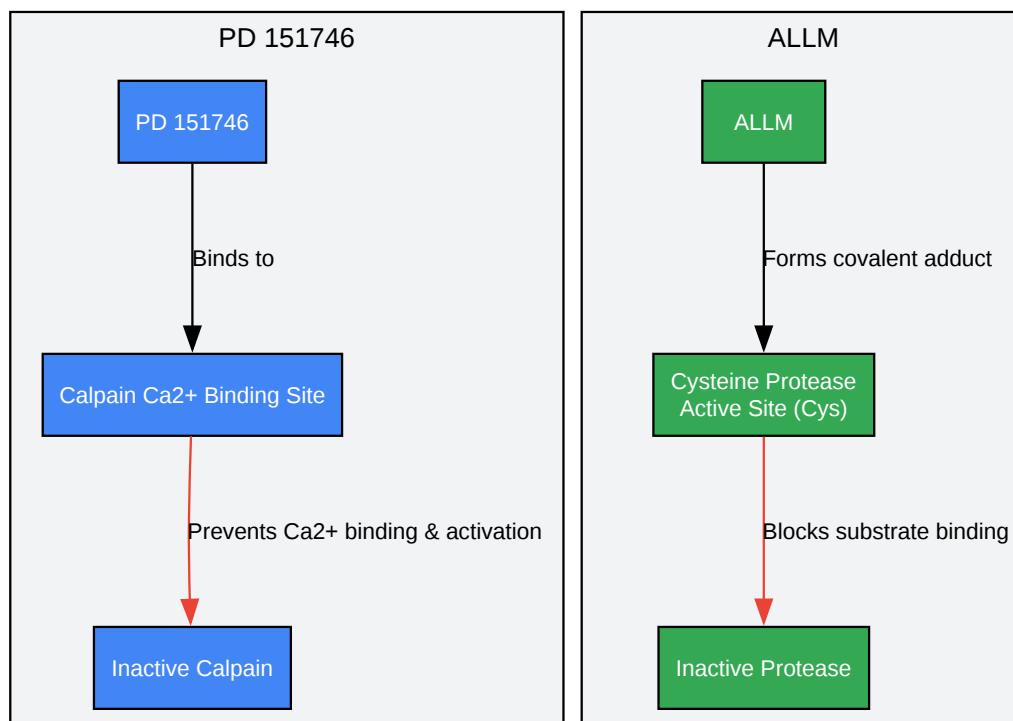 PD 151746
PD 151746
Binds to
Calpain Ca2+ Binding Site
Prevents Ca2+ binding & activation
Inactive Calpain
ALLM
ALLM
Forms covalent adduct
Cysteine Protease
Active Site (Cys)
Blocks substrate binding
Inactive Protease